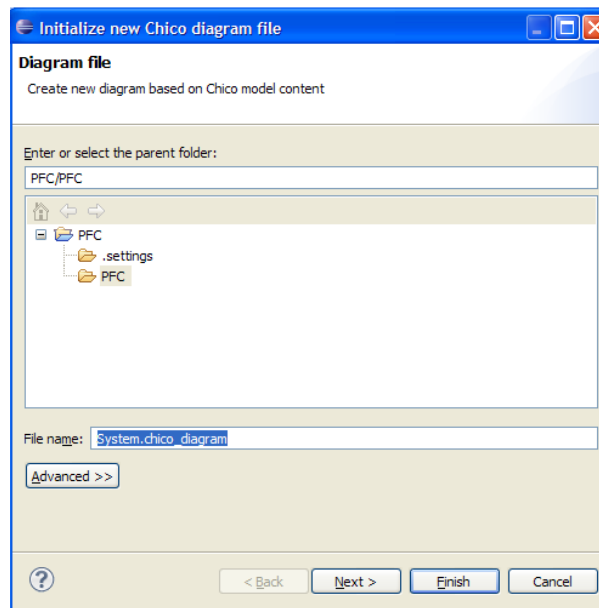 Initialize new Chico diagram file
Diagram file
Create new diagram based on Chico model content
Enter or select the parent folder:
PFC/PFC
PFC
.settings
PFC
File name: System.chico_diagram
Advanced >>
< Back Next > Finish Cancel